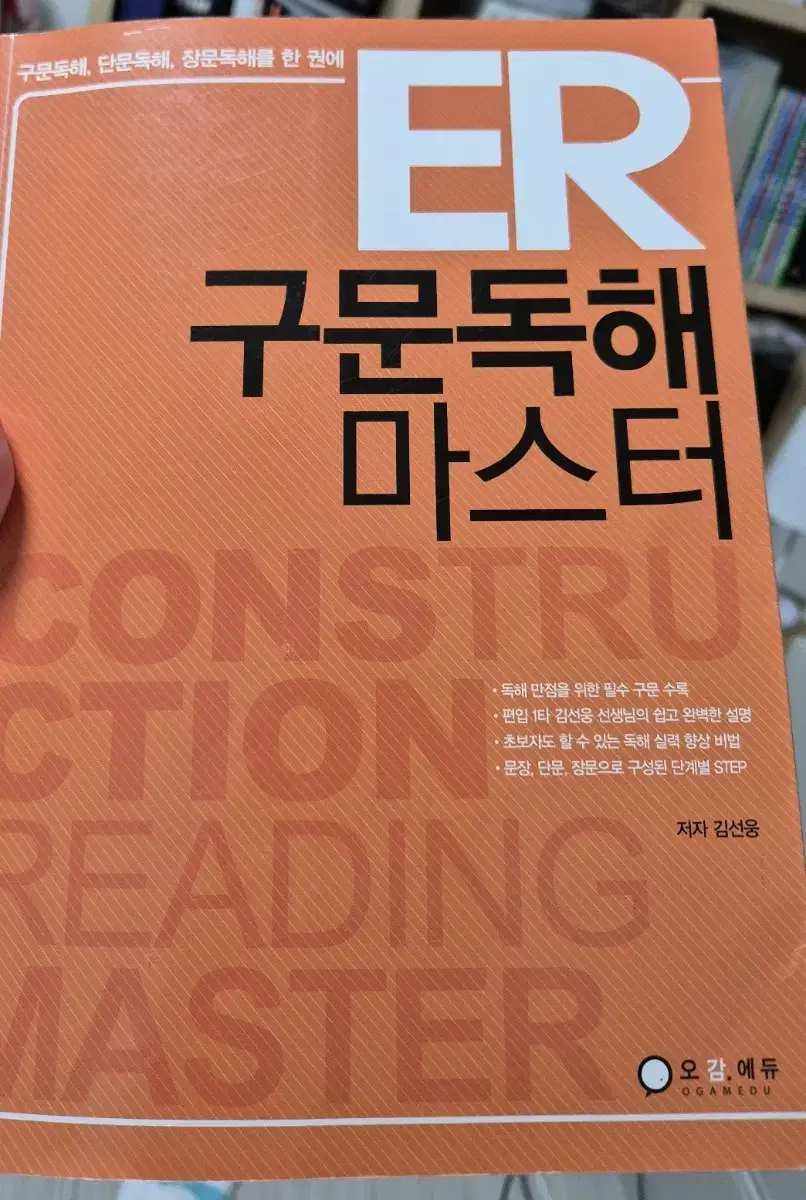 구문독해, 단문독해, 장문독해를 한 권에
ER
구문독해
마스터
CONSTRU
CTION
READING
MASTER
• 독해 만점을 위한 필수 구문 수록
• 편입 1타 김선웅 선생님의 쉽고 완벽한 설명
• 초보자도 할 수 있는 독해 실력 향상 비법
• 문장, 단문, 장문으로 구성된 단계별 STEP
저자 김선웅
오감.에듀
OGAMEDU